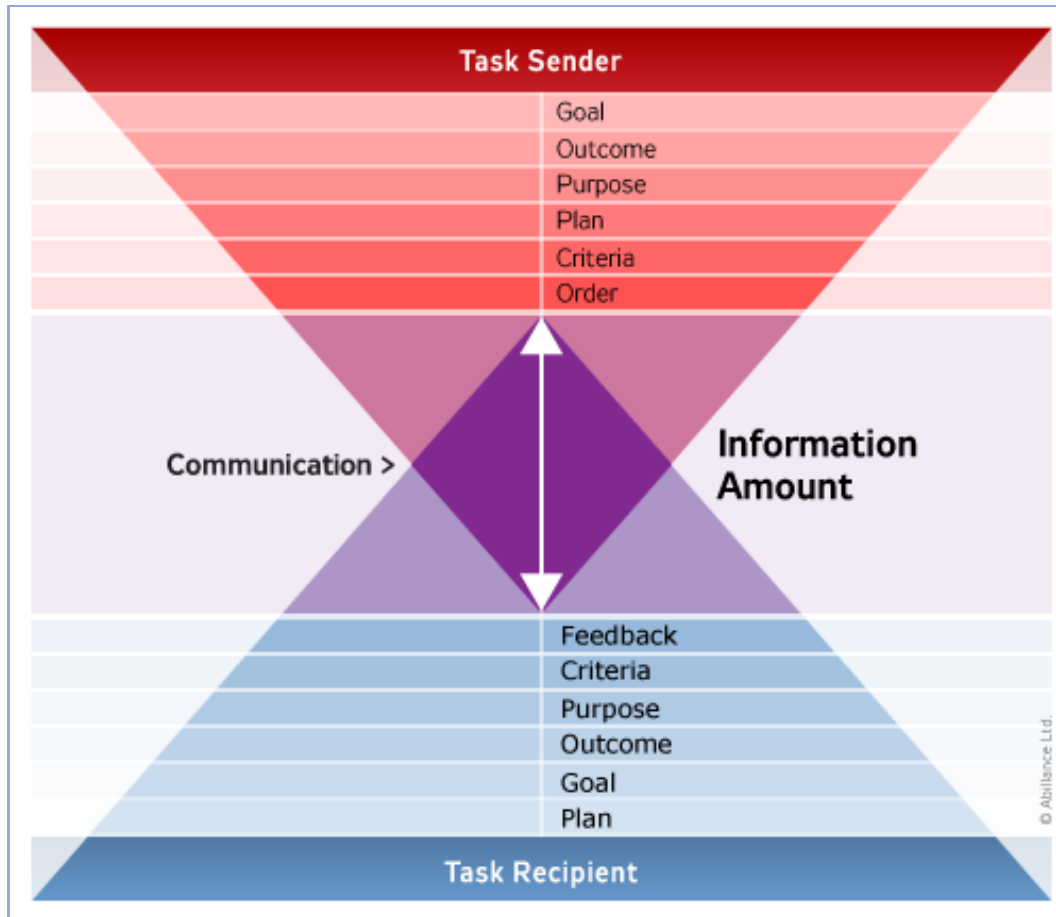 Task Sender
Goal
Outcome
Purpose
Plan
Criteria
Order
Communication >
Information
Amount
Feedback
Criteria
Purpose
Outcome
Goal
Plan
Task Recipient
© Abillance Ltd.